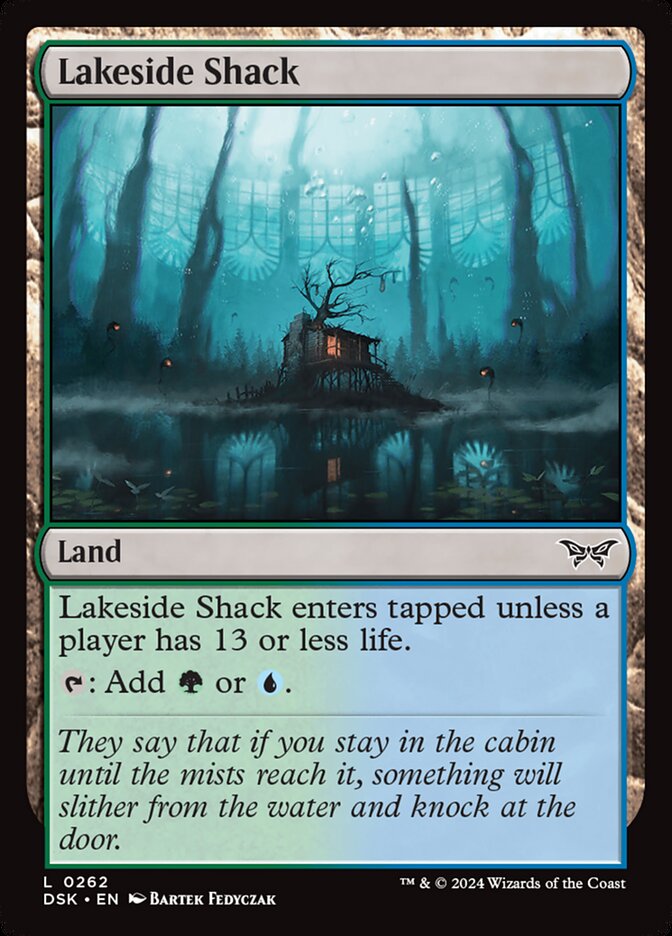 Lakeside Shack
Land
Lakeside Shack enters tapped unless a
player has 13 or less life.
: Add or .
They say that if you stay in the cabin
until the mists reach it, something will
slither from the water and knock at the
door.
L 0262
DSK • EN Bartek Fedyczak
™ & © 2024 Wizards of the Coast